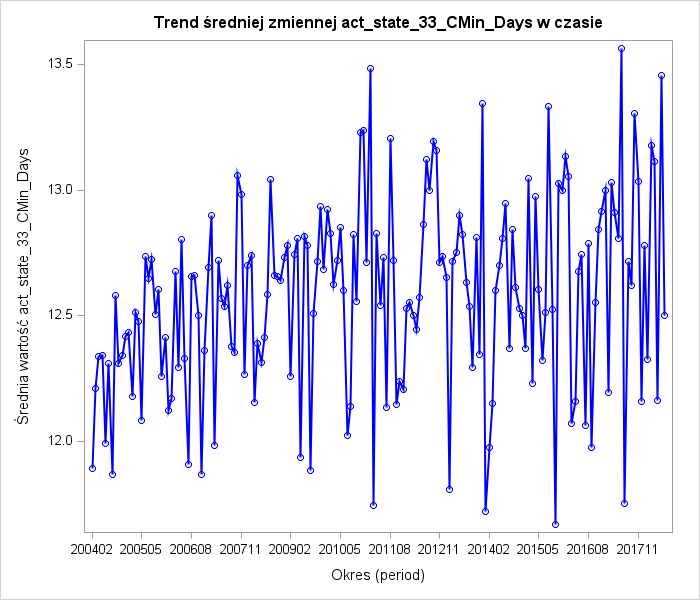 Trend średniej zmiennej act_state_33_CMin_Days w czasie
Średnia wartość act_state_33_CMin_Days
13.5
13.0
12.5
12.0
200402 200505 200608 200711 200902 201005 201108 201211 201402 201505 201608 201711
Okres (period)